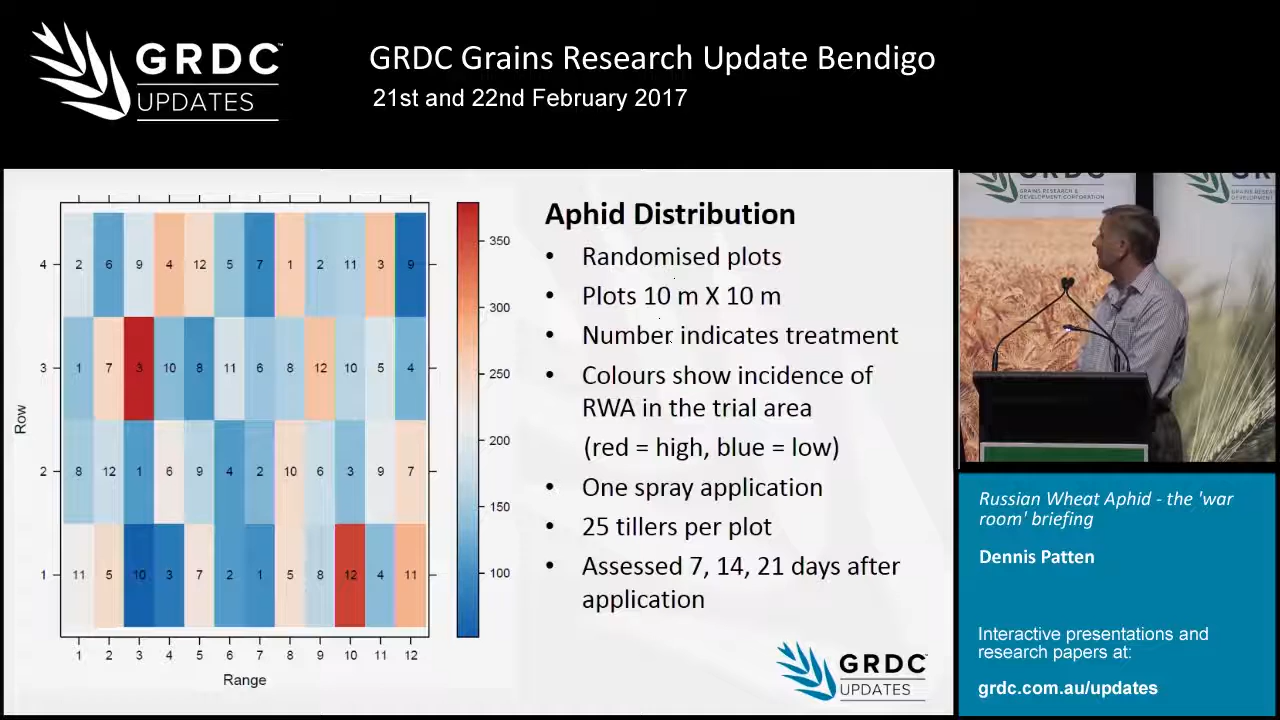 GRDC™
UPDATES
GRDC Grains Research Update Bendigo
21st and 22nd February 2017
Aphid Distribution
• Randomised plots
• Plots 10 m X 10 m
• Number indicates treatment
• Colours show incidence of
RWA in the trial area
(red = high, blue = low)
• One spray application
• 25 tillers per plot
• Assessed 7, 14, 21 days after
application
Row
4 2 6 9 4 12 5 7 1 2 11 3 9
3 1 7 3 10 8 11 6 8 12 10 5 4
2 8 12 1 6 9 4 2 10 6 3 9 7
1 11 5 10 3 7 2 1 5 8 12 4 11
1 2 3 4 5 6 7 8 9 10 11 12
Range
350
300
250
200
150
100
GRDC
UPDATES
GRAINS RESEARCH &
DEVELOPMENT CORPORATION
Russian Wheat Aphid - the 'war
room' briefing
Dennis Patten
Interactive presentations and
research papers at:
grdc.com.au/updates